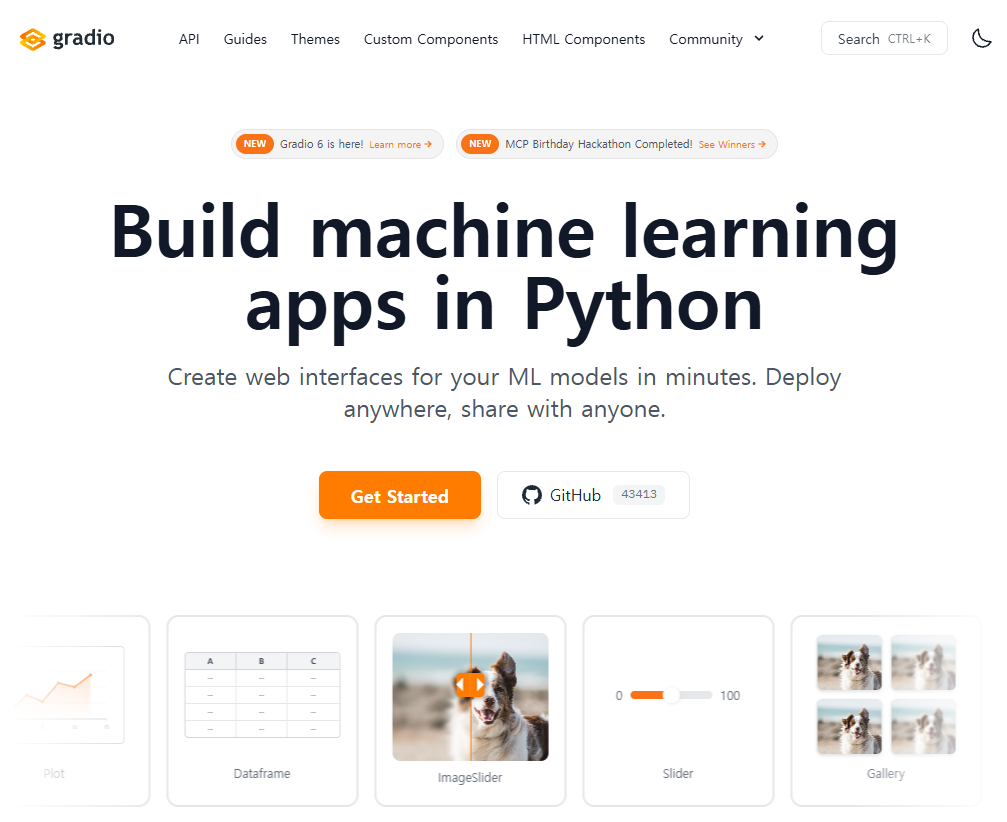 gradio
API Guides Themes Custom Components HTML Components Community Search CTRL+K
NEW Gradio 6 is here! Learn more → NEW MCP Birthday Hackathon Completed! See Winners →
Build machine learning
apps in Python
Create web interfaces for your ML models in minutes. Deploy
anywhere, share with anyone.
Get Started GitHub 43413
A B C
– – –
– – –
– – –
– – –
0 100
Plot Dataframe ImageSlider Slider Gallery